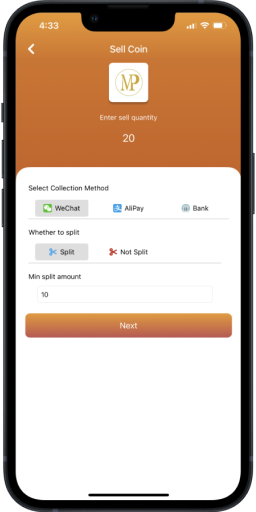 4:33
Sell Coin
MP
Enter sell quantity
20
Select Collection Method
WeChat
AliPay
Bank
Whether to split
Split
Not Split
Min split amount
10
Next